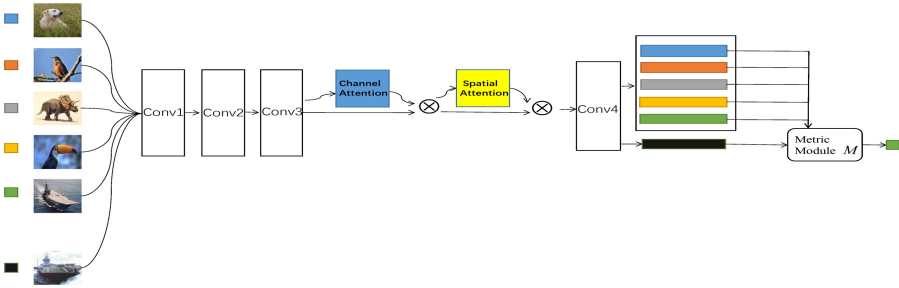 Conv1
Conv2
Conv3
Channel
Attention
Spatial
Attention
Conv4
Metric
Module M